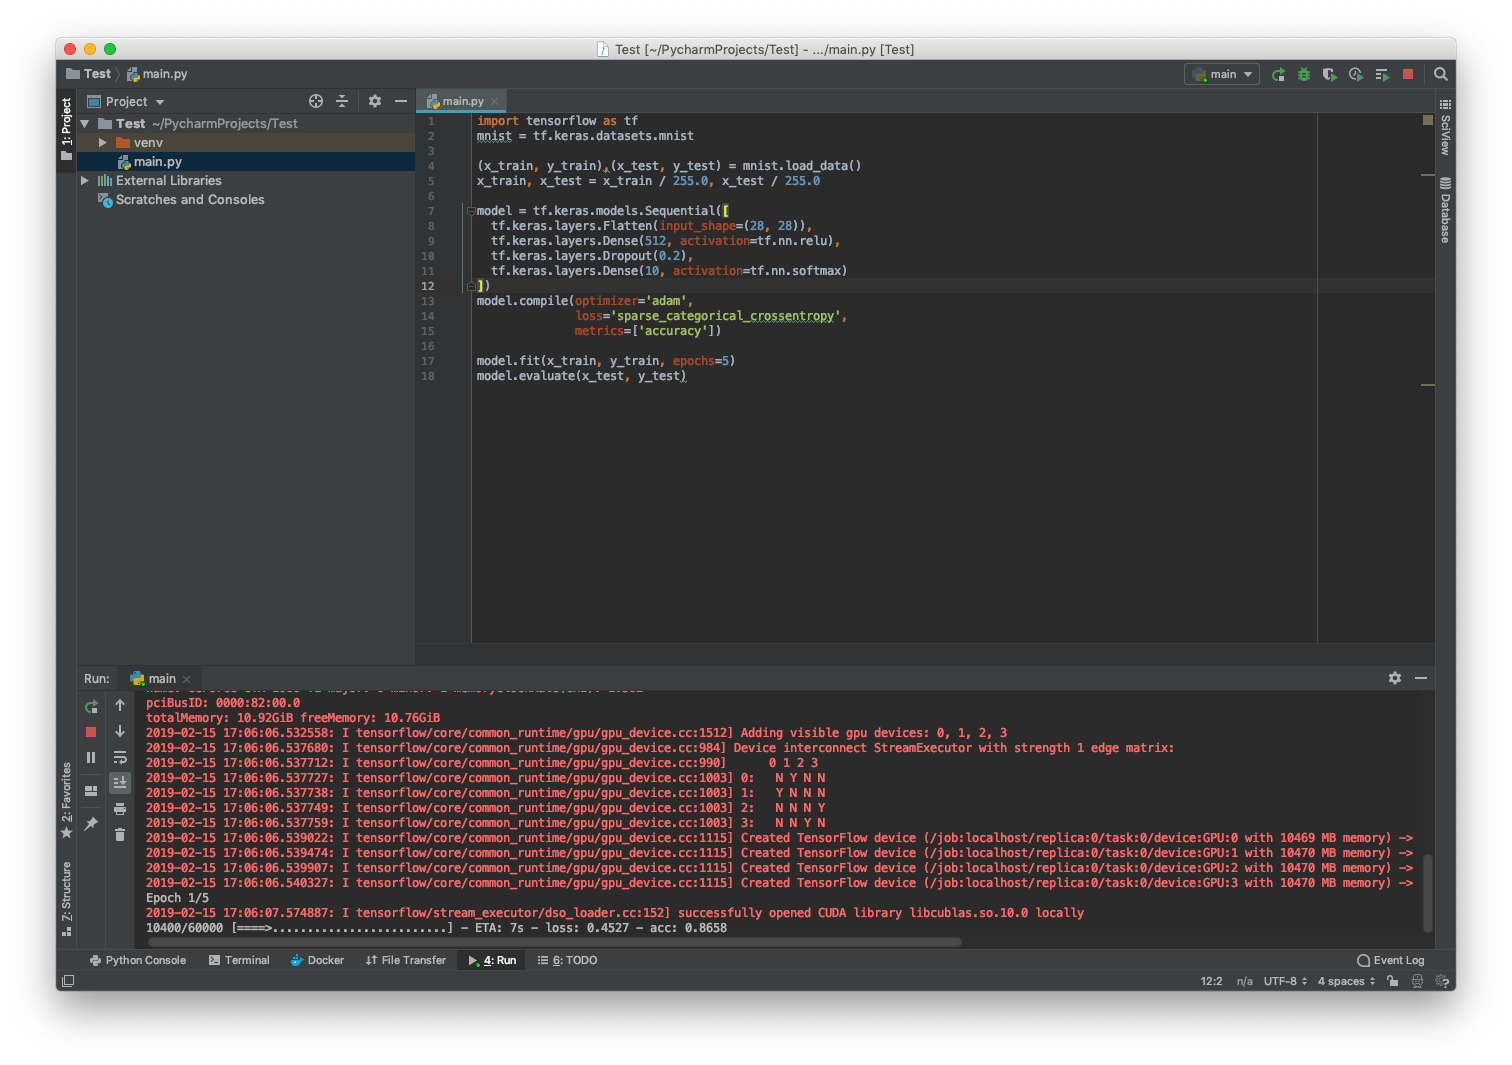 Test [~/PycharmProjects/Test] - .../main.py [Test]
Test main.py
main
Project
main.py
1: Project
Test ~/PycharmProjects/Test
venv
main.py
External Libraries
Scratches and Consoles
1 import tensorflow as tf
2 mnist = tf.keras.datasets.mnist
3
4 (x_train, y_train),(x_test, y_test) = mnist.load_data()
5 x_train, x_test = x_train / 255.0, x_test / 255.0
6
7 model = tf.keras.models.Sequential([
8 tf.keras.layers.Flatten(input_shape=(28, 28)),
9 tf.keras.layers.Dense(512, activation=tf.nn.relu),
10 tf.keras.layers.Dropout(0.2),
11 tf.keras.layers.Dense(10, activation=tf.nn.softmax)
12 ])
13 model.compile(optimizer='adam',
14 loss='sparse_categorical_crossentropy',
15 metrics=['accuracy'])
16
17 model.fit(x_train, y_train, epochs=5)
18 model.evaluate(x_test, y_test)
SciView
Database
Run: main
pciBusID: 0000:82:00.0
totalMemory: 10.92GiB freeMemory: 10.76GiB
2019-02-15 17:06:06.532558: I tensorflow/core/common_runtime/gpu/gpu_device.cc:1512] Adding visible gpu devices: 0, 1, 2, 3
2019-02-15 17:06:06.537680: I tensorflow/core/common_runtime/gpu/gpu_device.cc:984] Device interconnect StreamExecutor with strength 1 edge matrix:
2019-02-15 17:06:06.537712: I tensorflow/core/common_runtime/gpu/gpu_device.cc:990] 0 1 2 3
2019-02-15 17:06:06.537727: I tensorflow/core/common_runtime/gpu/gpu_device.cc:1003] 0: N Y N N
2019-02-15 17:06:06.537738: I tensorflow/core/common_runtime/gpu/gpu_device.cc:1003] 1: Y N N N
2019-02-15 17:06:06.537749: I tensorflow/core/common_runtime/gpu/gpu_device.cc:1003] 2: N N N Y
2019-02-15 17:06:06.537759: I tensorflow/core/common_runtime/gpu/gpu_device.cc:1003] 3: N N Y N
2019-02-15 17:06:06.539022: I tensorflow/core/common_runtime/gpu/gpu_device.cc:1115] Created TensorFlow device (/job:localhost/replica:0/task:0/device:GPU:0 with 10469 MB memory) ->
2019-02-15 17:06:06.539474: I tensorflow/core/common_runtime/gpu/gpu_device.cc:1115] Created TensorFlow device (/job:localhost/replica:0/task:0/device:GPU:1 with 10470 MB memory) ->
2019-02-15 17:06:06.539907: I tensorflow/core/common_runtime/gpu/gpu_device.cc:1115] Created TensorFlow device (/job:localhost/replica:0/task:0/device:GPU:2 with 10470 MB memory) ->
2019-02-15 17:06:06.540327: I tensorflow/core/common_runtime/gpu/gpu_device.cc:1115] Created TensorFlow device (/job:localhost/replica:0/task:0/device:GPU:3 with 10470 MB memory) ->
Epoch 1/5
2019-02-15 17:06:07.574887: I tensorflow/stream_executor/dso_loader.cc:152] successfully opened CUDA library libcublas.so.10.0 locally
10400/60000 [====>.........................] - ETA: 7s - loss: 0.4527 - acc: 0.8658
2: Favorites
7: Structure
Python Console Terminal Docker File Transfer 4: Run 6: TODO Event Log
12:2 n/a UTF-8 4 spaces